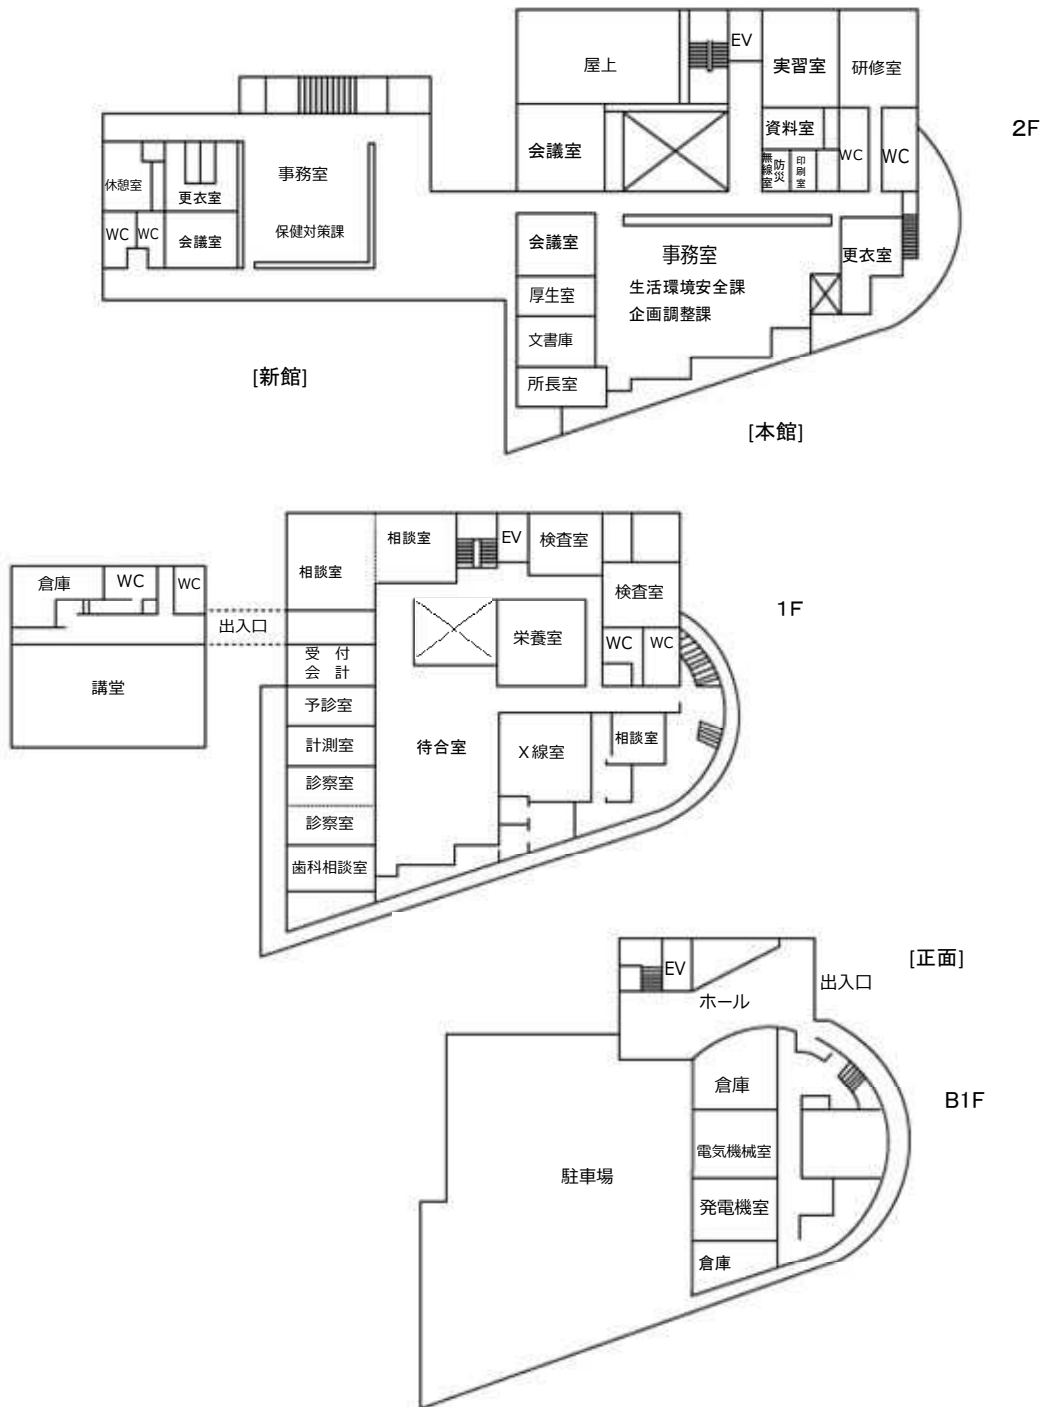 屋上
EV
実習室
研修室
2F
会議室
資料室
防災
無線室
印刷室
WC
WC
休憩室
更衣室
事務室
WC
WC
会議室
保健対策課
会議室
事務室
更衣室
厚生室
生活環境安全課
企画調整課
文書庫
所長室
[新館]
[本館]
相談室
相談室
EV
検査室
倉庫
WC
WC
検査室
1F
出入口
栄養室
WC
WC
受 付
会 計
講堂
予診室
計測室
待合室
X線室
相談室
診察室
診察室
歯科相談室
[正面]
EV
出入口
ホール
倉庫
B1F
電気機械室
駐車場
発電機室
倉庫